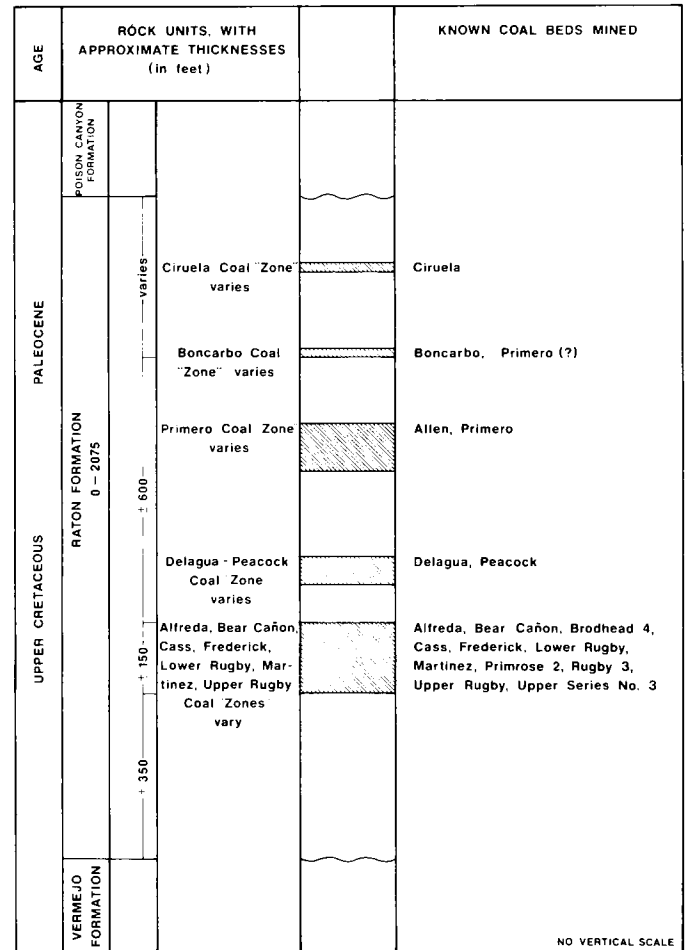 AGE
ROCK UNITS, WITH
APPROXIMATE THICKNESSES
(in feet)
KNOWN COAL BEDS MINED
PALEOCENE
UPPER CRETACEOUS
POISON CANYON
FORMATION
RATON FORMATION
0 – 2075
VERMEJO
FORMATION
varies
± 600
± 150
± 350
Ciruela Coal "Zone"
varies
Ciruela
Boncarbo Coal
"Zone" varies
Boncarbo, Primero (?)
Primero Coal Zone
varies
Allen, Primero
Delagua - Peacock
Coal Zone
varies
Delagua, Peacock
Alfreda, Bear Cañon,
Cass, Frederick,
Lower Rugby, Mar-
tinez, Upper Rugby
Coal "Zones"
vary
Alfreda, Bear Cañon, Brodhead 4,
Cass, Frederick, Lower Rugby,
Martinez, Primrose 2, Rugby 3,
Upper Rugby, Upper Series No. 3
NO VERTICAL SCALE